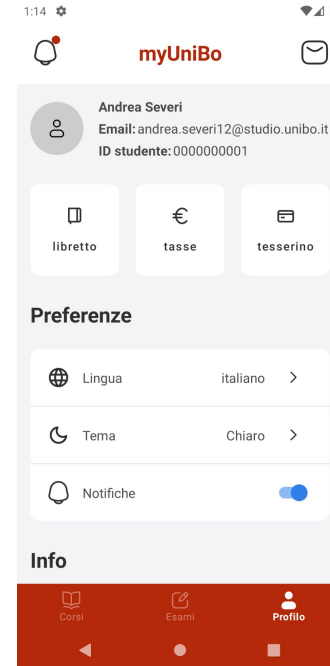 1:14
myUniBo
Andrea Severi
Email: andrea.severi12@studio.unibo.it
ID studente: 0000000001
libretto
tasse
tesserino
Preferenze
Lingua italiano
Tema Chiaro
Notifiche
Info
Corsi
Esami
Profilo